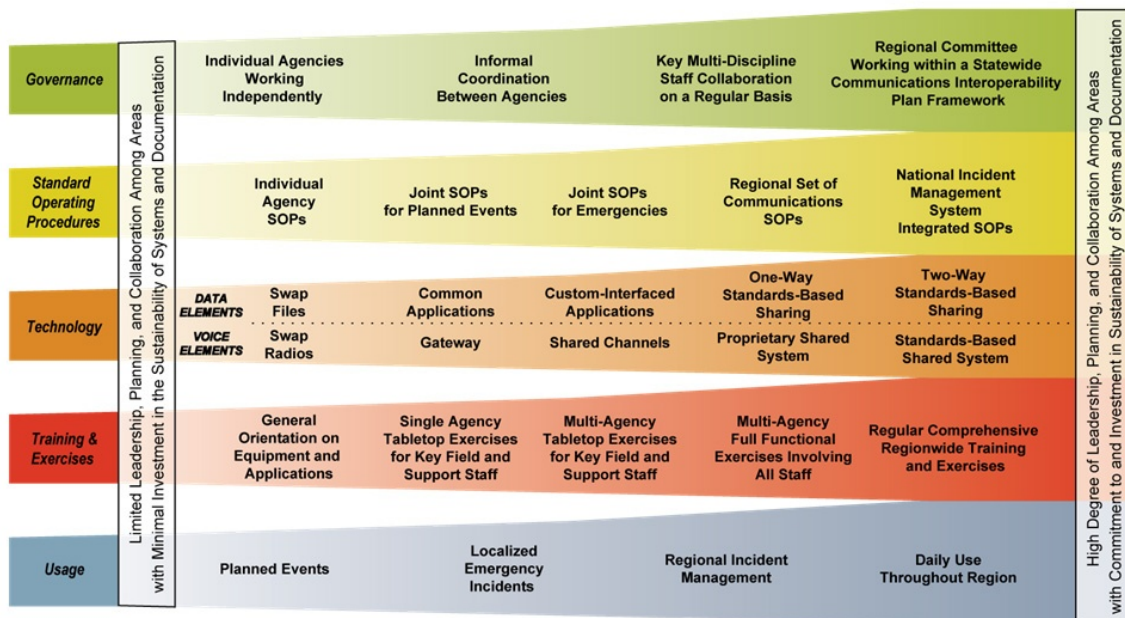 Limited Leadership, Planning, and Collaboration Among Areas
with Minimal Investment in the Sustainability of Systems and Documentation
Governance
Individual Agencies
Working
Independently
Informal
Coordination
Between Agencies
Key Multi-Discipline
Staff Collaboration
on a Regular Basis
Regional Committee
Working within a Statewide
Communications Interoperability
Plan Framework
Standard
Operating
Procedures
Individual
Agency
SOPs
Joint SOPs
for Planned Events
Joint SOPs
for Emergencies
Regional Set of
Communications
SOPs
National Incident
Management
System
Integrated SOPs
Technology
DATA
ELEMENTS
Swap
Files
Common
Applications
Custom-Interfaced
Applications
One-Way
Standards-Based
Sharing
Two-Way
Standards-Based
Sharing
VOICE
ELEMENTS
Swap
Radios
Gateway
Shared Channels
Proprietary Shared
System
Standards-Based
Shared System
Training &
Exercises
General
Orientation on
Equipment and
Applications
Single Agency
Tabletop Exercises
for Key Field and
Support Staff
Multi-Agency
Tabletop Exercises
for Key Field and
Support Staff
Multi-Agency
Full Functional
Exercises Involving
All Staff
Regular Comprehensive
Regionwide Training
and Exercises
Usage
Planned Events
Localized
Emergency
Incidents
Regional Incident
Management
Daily Use
Throughout Region
High Degree of Leadership, Planning, and Collaboration Among Areas
with Commitment to and Investment in Sustainability of Systems and Documentation